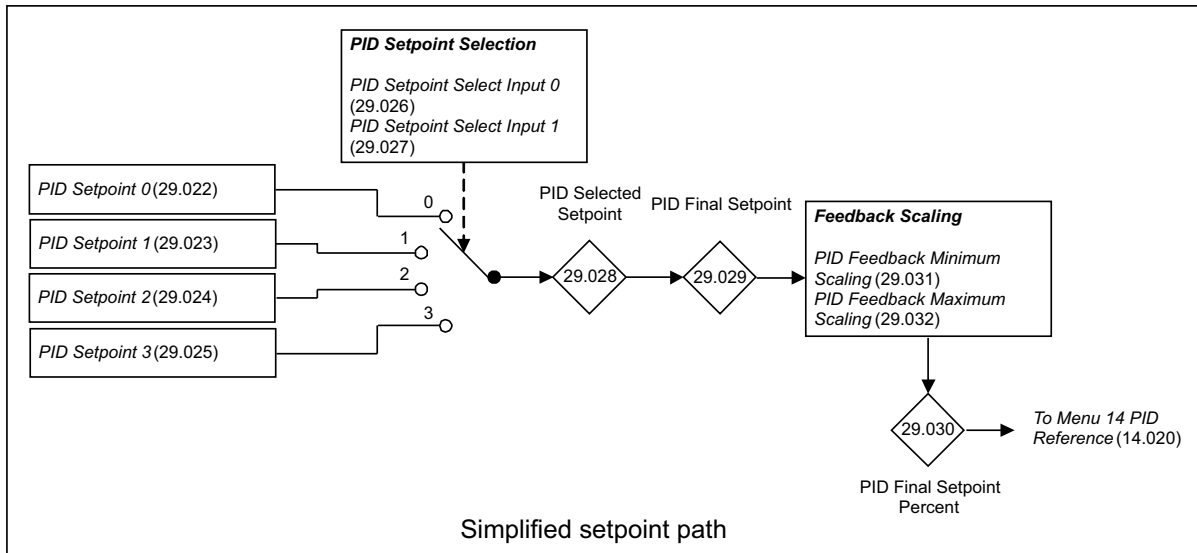 PID Setpoint Selection
PID Setpoint Select Input 0
(29.026)
PID Setpoint Select Input 1
(29.027)
PID Setpoint 0 (29.022)
PID Setpoint 1 (29.023)
PID Setpoint 2 (29.024)
PID Setpoint 3 (29.025)
0
1
2
3
PID Selected
Setpoint
29.028
PID Final Setpoint
29.029
Feedback Scaling
PID Feedback Minimum
Scaling (29.031)
PID Feedback Maximum
Scaling (29.032)
29.030
To Menu 14 PID
Reference (14.020)
PID Final Setpoint
Percent
Simplified setpoint path